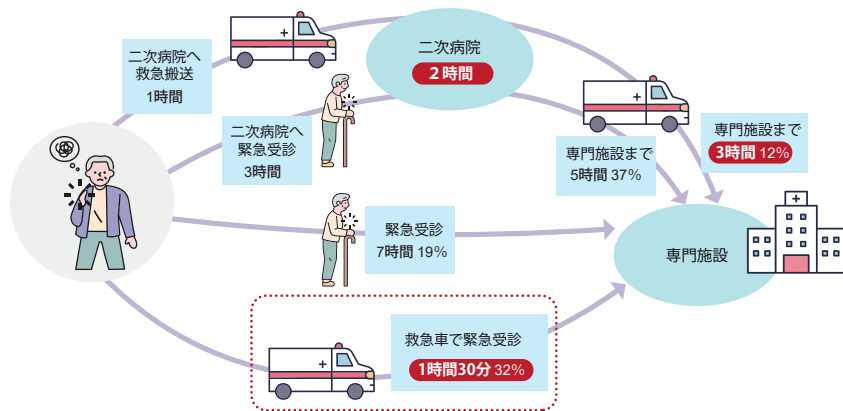 二次病院へ
救急搬送
1時間
二次病院
2時間
二次病院へ
緊急受診
3時間
専門施設まで
5時間 37%
専門施設まで
3時間 12%
緊急受診
7時間 19%
専門施設
救急車で緊急受診
1時間30分 32%